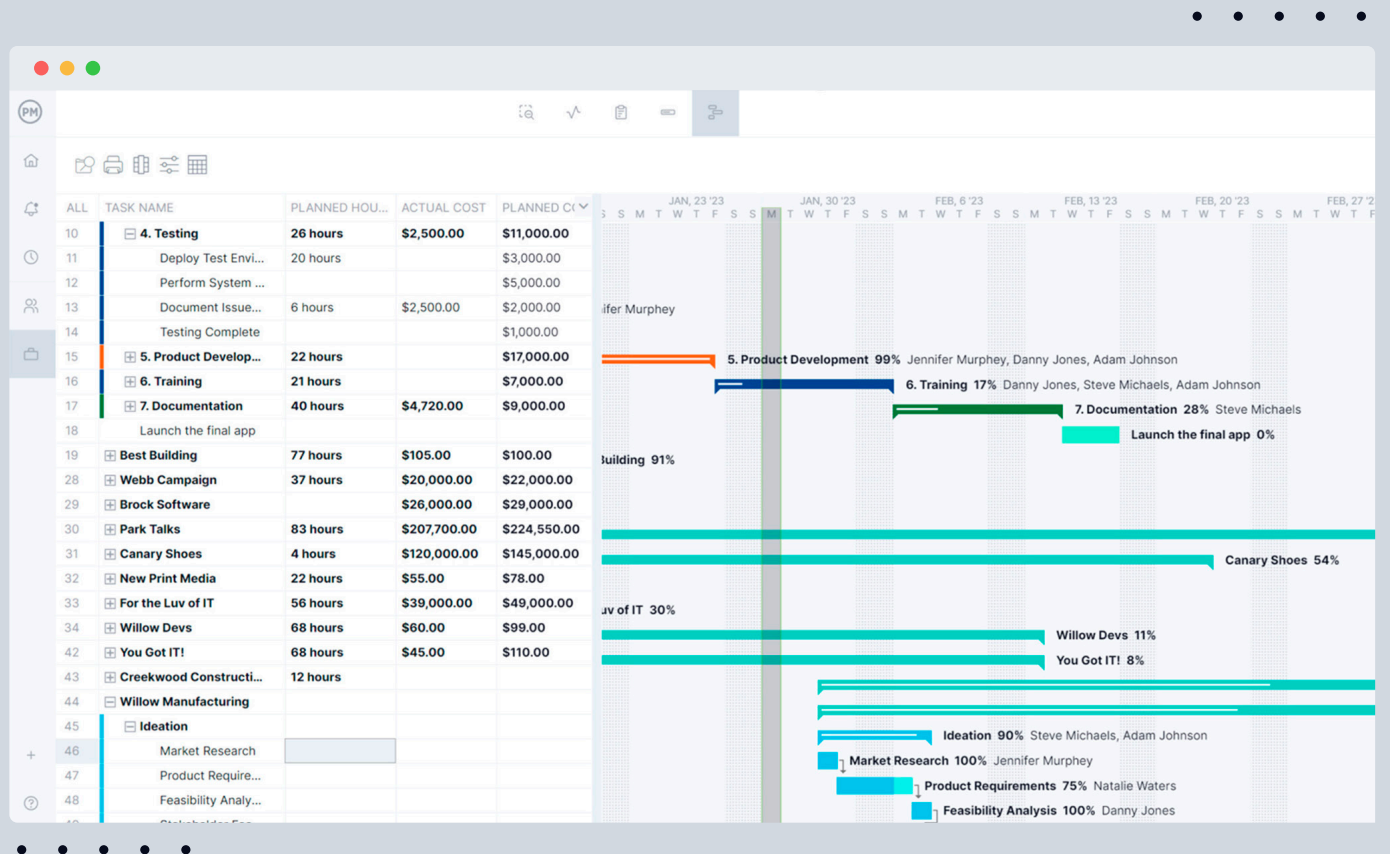 PM
ALL TASK NAME PLANNED HOU... ACTUAL COST PLANNED C
JAN, 23 '23 JAN, 30 '23 FEB, 6 '23 FEB, 13 '23 FEB, 20 '23 FEB, 27 '2
S S M T W T F S S M T W T F S S M T W T F S S M T W T F S S M T W T F S S M T W T F
10 4. Testing 26 hours $2,500.00 $11,000.00
11 Deploy Test Envi... 20 hours $3,000.00
12 Perform System ... $5,000.00
13 Document Issue... 6 hours $2,500.00 $2,000.00 ifer Murphey
14 Testing Complete $1,000.00
15 5. Product Develop... 22 hours $17,000.00 5. Product Development 99% Jennifer Murphey, Danny Jones, Adam Johnson
16 6. Training 21 hours $7,000.00 6. Training 17% Danny Jones, Steve Michaels, Adam Johnson
17 7. Documentation 40 hours $4,720.00 $9,000.00 7. Documentation 28% Steve Michaels
18 Launch the final app Launch the final app 0%
19 Best Building 77 hours $105.00 $100.00 Building 91%
28 Webb Campaign 37 hours $20,000.00 $22,000.00
29 Brock Software $26,000.00 $29,000.00
30 Park Talks 83 hours $207,700.00 $224,550.00
31 Canary Shoes 4 hours $120,000.00 $145,000.00 Canary Shoes 54%
32 New Print Media 22 hours $55.00 $78.00
33 For the Luv of IT 56 hours $39,000.00 $49,000.00 uv of IT 30%
34 Willow Devs 68 hours $60.00 $99.00 Willow Devs 11%
42 You Got IT! 68 hours $45.00 $110.00 You Got IT! 8%
43 Creekwood Constructi... 12 hours
44 Willow Manufacturing
45 Ideation Ideation 90% Steve Michaels, Adam Johnson
46 Market Research Market Research 100% Jennifer Murphey
47 Product Require... Product Requirements 75% Natalie Waters
48 Feasibility Analy... Feasibility Analysis 100% Danny Jones